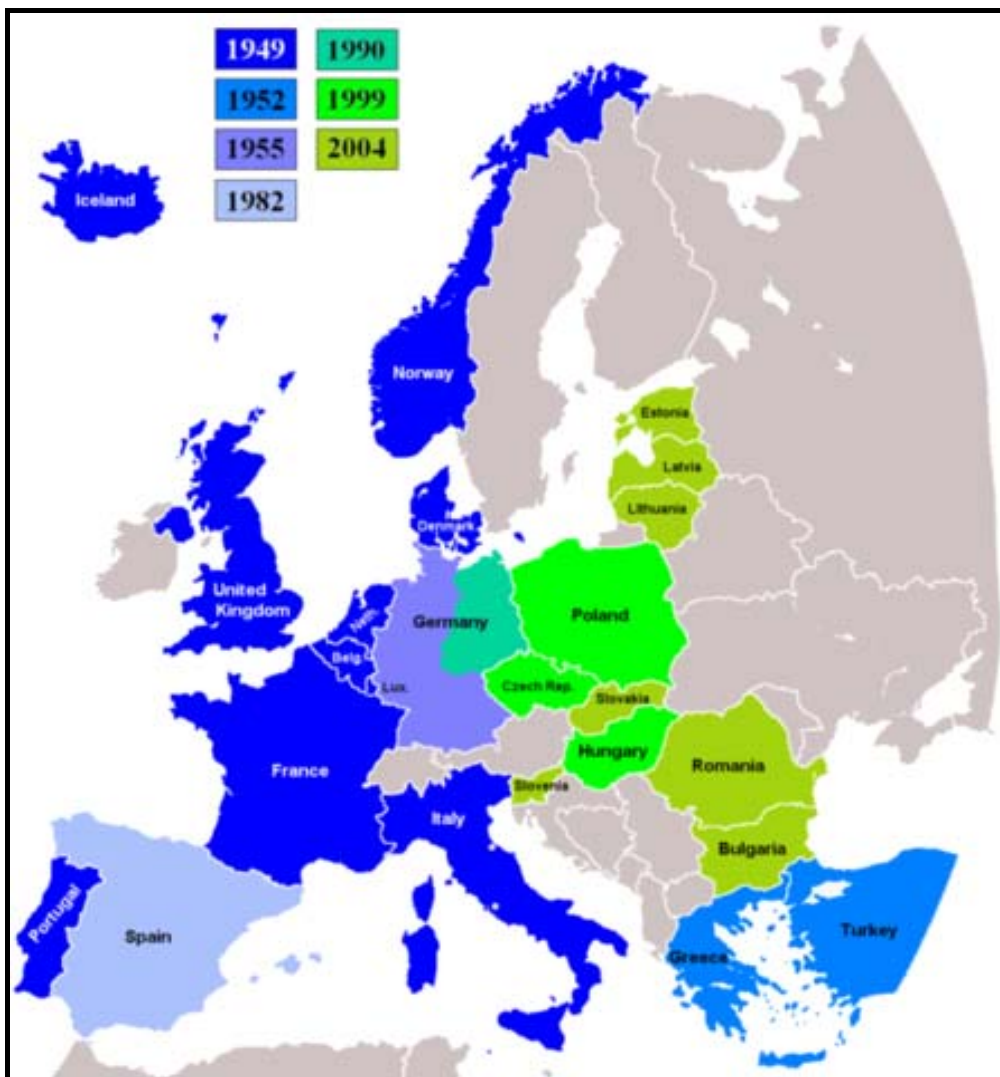 1949
1990
1952
1999
1955
2004
1982
Iceland
Norway
Estonia
Latvia
Lithuania
Denmark
United
Kingdom
Neth.
Germany
Poland
Belg.
Lux.
Czech Rep.
Slovakia
Hungary
France
Romania
Slovenia
Italy
Bulgaria
Portugal
Spain
Turkey
Greece